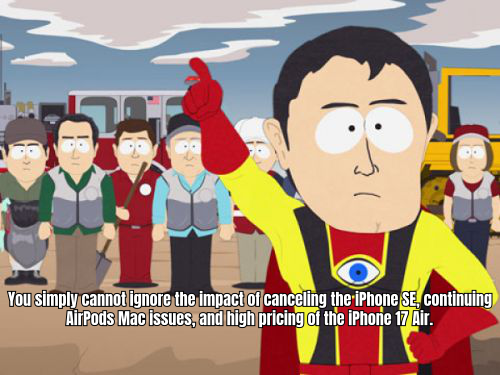 You simply cannot ignore the impact of canceling the iPhone SE, continuing
AirPods Mac issues, and high pricing of the iPhone 17 Air.